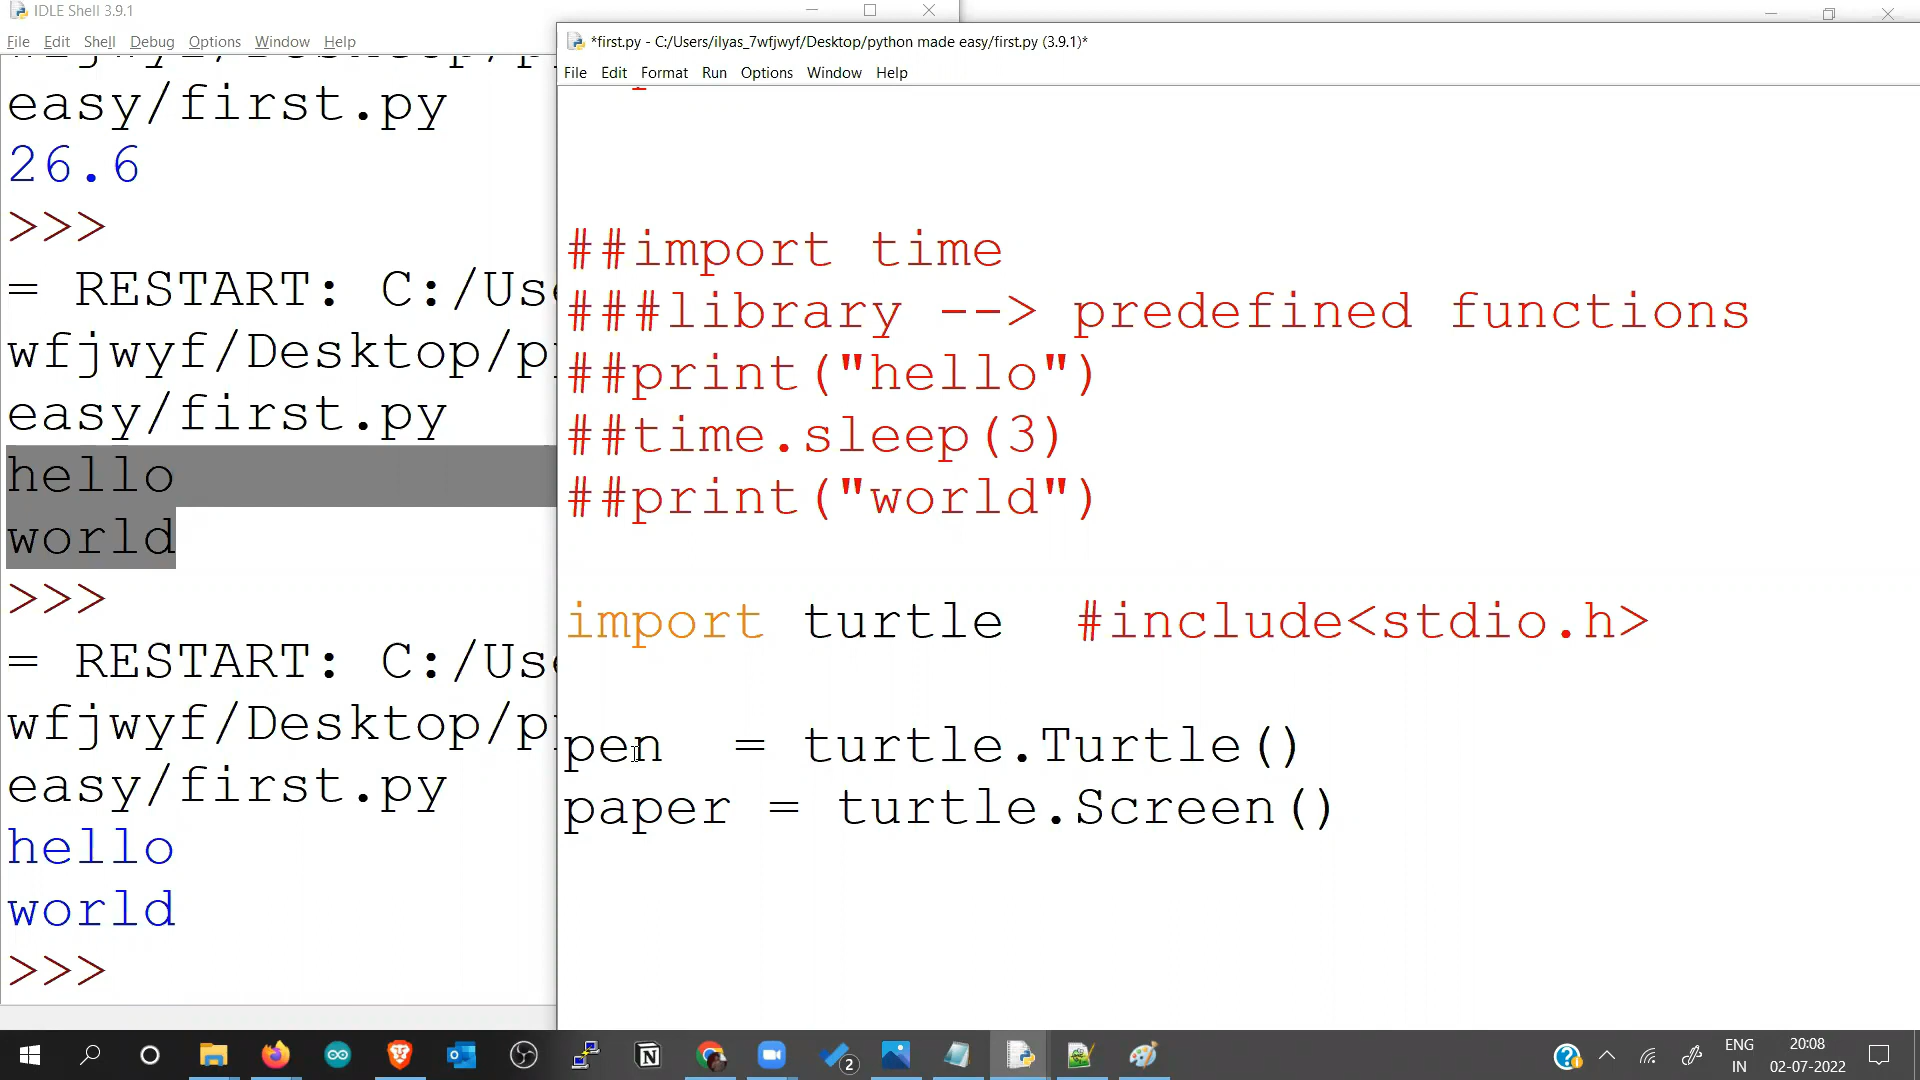 IDLE Shell 3.9.1
File Edit Shell Debug Options Window Help
easy/first.py
26.6
>>>
= RESTART: C:/Us
wfjwyf/Desktop/p
easy/first.py
hello
world
>>>
= RESTART: C:/Us
wfjwyf/Desktop/p
easy/first.py
hello
world
>>>
*first.py - C:/Users/ilyas_7wfjwyf/Desktop/python made easy/first.py (3.9.1)*
File Edit Format Run Options Window Help
##import time
###library --> predefined functions
##print("hello")
##time.sleep(3)
##print("world")
import turtle #include<stdio.h>
pen = turtle.Turtle()
paper = turtle.Screen()
2
ENG
IN
20:08
02-07-2022